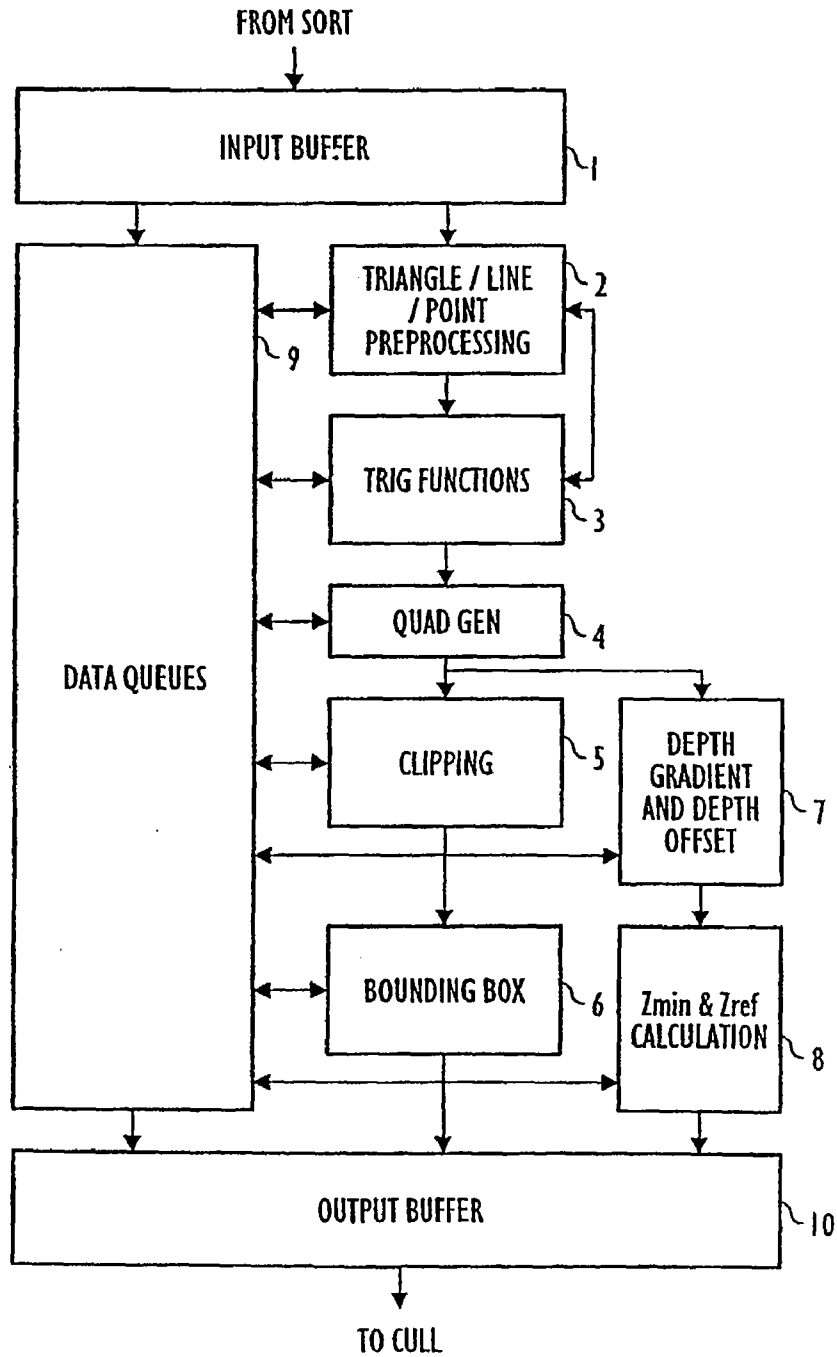 FROM SORT
INPUT BUFFER
1
TRIANGLE / LINE
/ POINT
PREPROCESSING
2
9
TRIG FUNCTIONS
3
QUAD GEN
4
DATA QUEUES
CLIPPING
5
DEPTH
GRADIENT
AND DEPTH
OFFSET
7
BOUNDING BOX
6
Zmin & Zref
CALCULATION
8
OUTPUT BUFFER
10
TO CULL